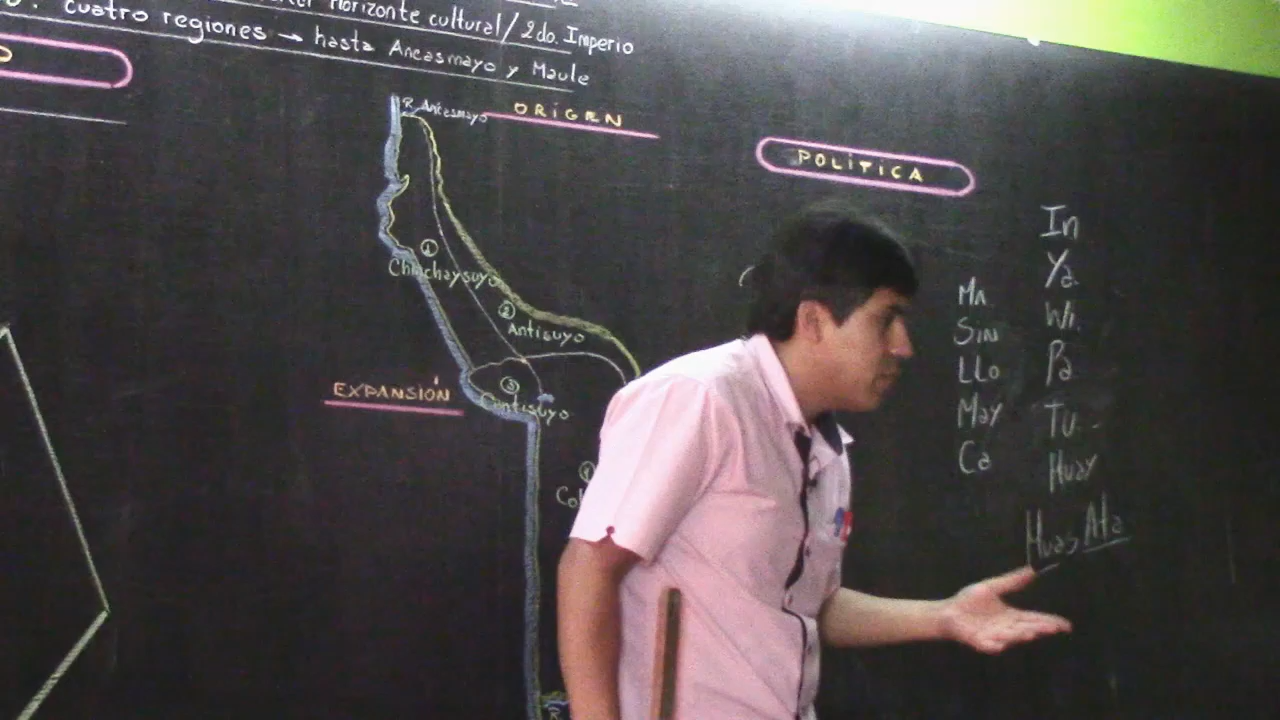 cuatro regiones → hasta Ancasmayo y Maule
Horizonte cultural / 2do. Imperio
R. Ancasmayo
ORÍGEN
POLÍTICA
① Chinchaysuyo
② Antisuyo
③ Contisuyo
EXPANSIÓN
Ma
Sin
LLo
May
Ca
In
Ya
Wi.
Pa
Tu
Huay
Huas Ata